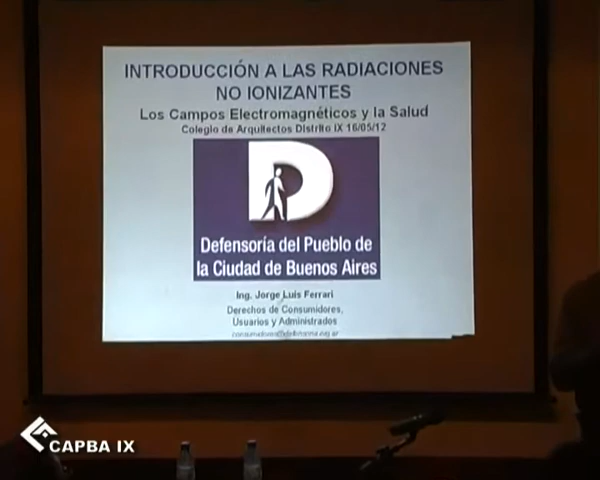 INTRODUCCIÓN A LAS RADIACIONES
NO IONIZANTES
Los Campos Electromagnéticos y la Salud
Colegio de Arquitectos Distrito IX 16/05/12
D
Defensoría del Pueblo de
la Ciudad de Buenos Aires
Ing. Jorge Luis Ferrari
Derechos de Consumidores,
Usuarios y Administrados
CAPBA IX